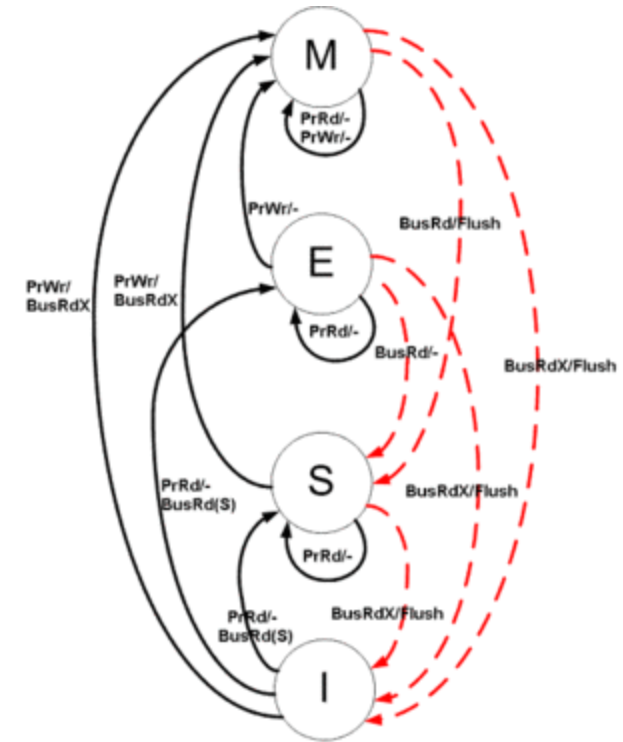 M
PrRd/-
PrWr/-
PrWr/-
BusRd/Flush
E
PrWr/
BusRdX
PrWr/
BusRdX
PrRd/-
BusRd/-
BusRdX/Flush
S
PrRd/-
BusRd(S)
BusRdX/Flush
PrRd/-
PrRd/-
BusRd(S)
BusRdX/Flush
I